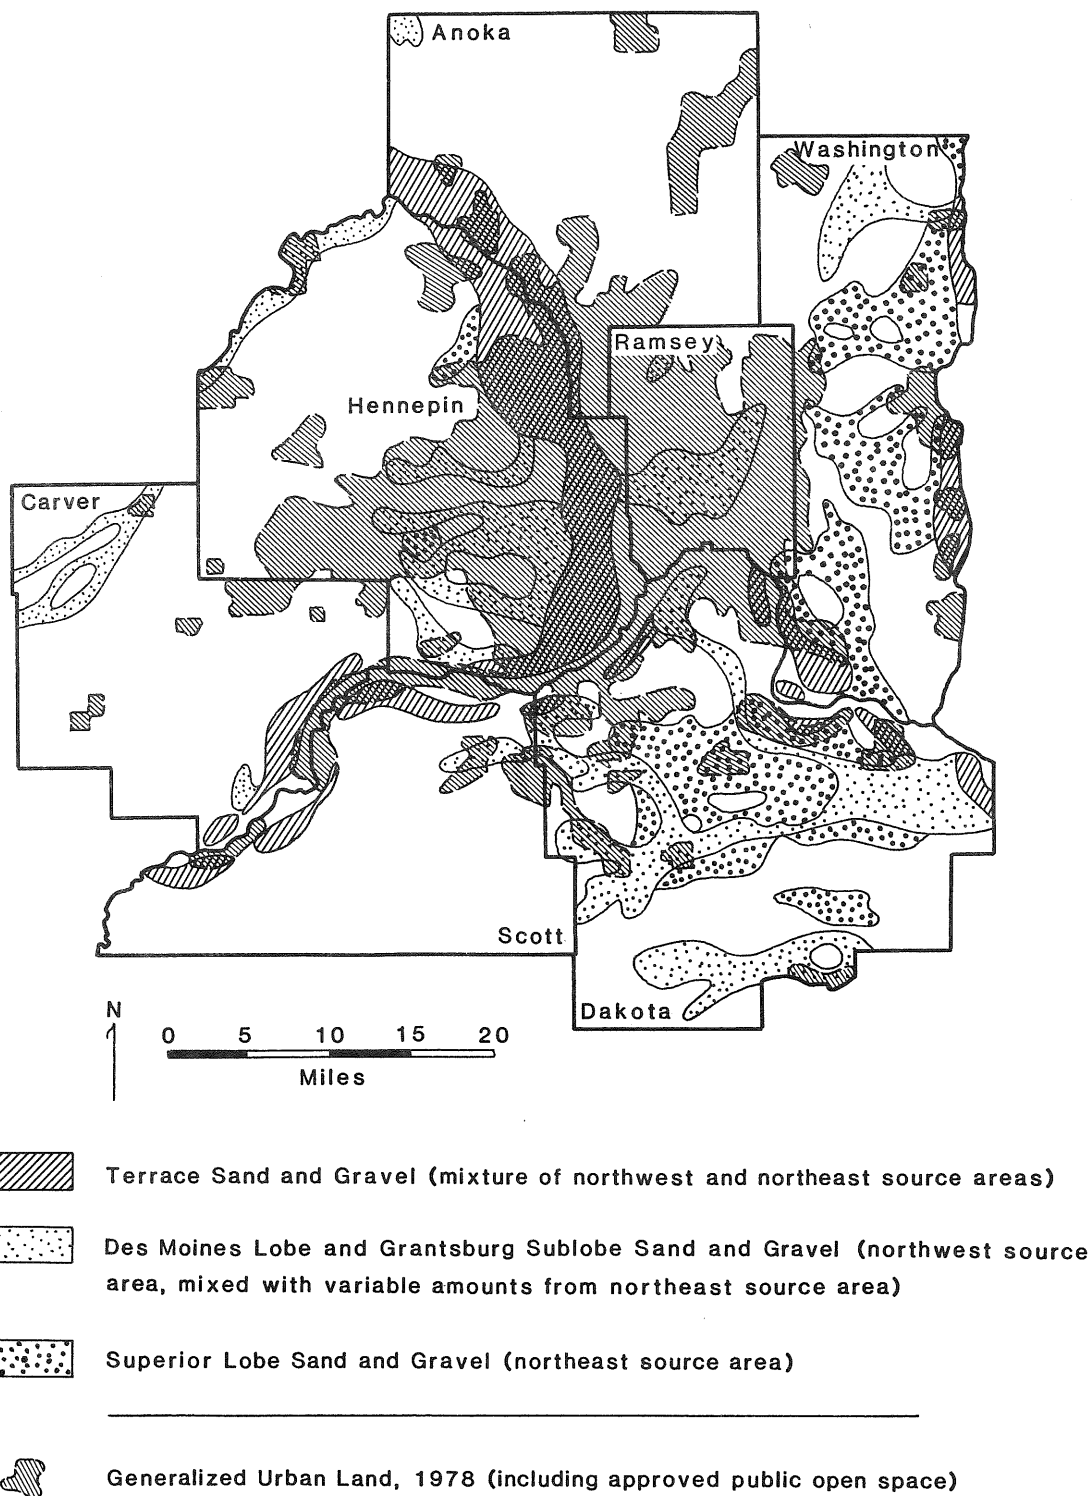 Anoka
Washington
Ramsey
Hennepin
Carver
Scott
Dakota
N
0 5 10 15 20
Miles
Terrace Sand and Gravel (mixture of northwest and northeast source areas)
Des Moines Lobe and Grantsburg Sublobe Sand and Gravel (northwest source
area, mixed with variable amounts from northeast source area)
Superior Lobe Sand and Gravel (northeast source area)
Generalized Urban Land, 1978 (including approved public open space)